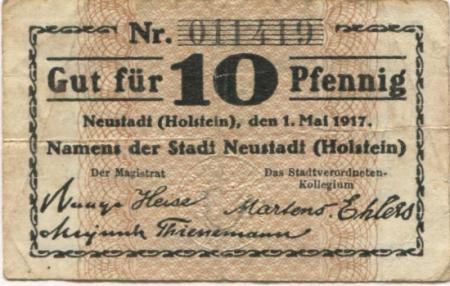 Nr. 011419
Gut für 10 Pfennig
Neustadt (Holstein), den 1. Mai 1917.
Namens der Stadt Neustadt (Holstein)
Der Magistrat
Das Stadtverordneten-
Kollegium
Heise Martens. Ehlers
Thienemann